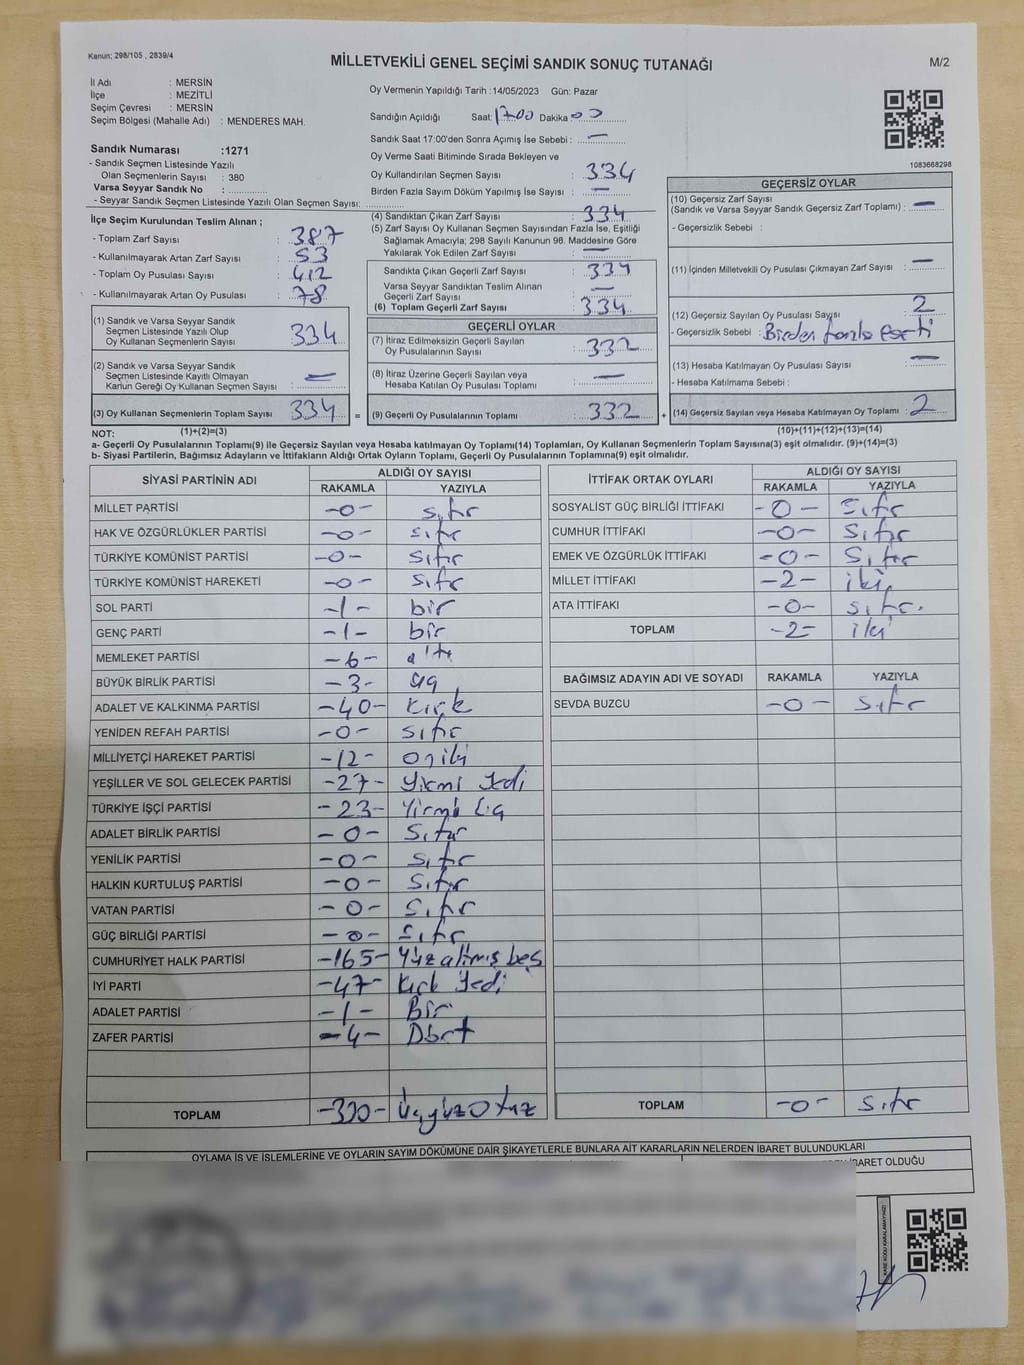 Kanun; 298/105 , 2839/4
MİLLETVEKİLİ GENEL SEÇİMİ SANDIK SONUÇ TUTANAĞI
M/2
İl Adı : MERSİN
İlçe : MEZİTLİ
Seçim Çevresi : MERSİN
Seçim Bölgesi (Mahalle Adı) : MENDERES MAH.
Oy Vermenin Yapıldığı Tarih :14/05/2023 Gün: Pazar
Sandığın Açıldığı Saat: 1700 Dakika 00
Sandık Saat 17:00'den Sonra Açımış İse Sebebi : —
Oy Verme Saati Bitiminde Sırada Bekleyen ve
Oy Kullandırılan Seçmen Sayısı : 334
Birden Fazla Sayım Döküm Yapılmış İse Sayısı : —
1083668298
Sandık Numarası :1271
- Sandık Seçmen Listesinde Yazılı
Olan Seçmenlerin Sayısı : 380
Varsa Seyyar Sandık No :
- Seyyar Sandık Seçmen Listesinde Yazılı Olan Seçmen Sayısı:
İlçe Seçim Kurulundan Teslim Alınan ;
- Toplam Zarf Sayısı : 387
- Kullanılmayarak Artan Zarf Sayısı : 53
- Toplam Oy Pusulası Sayısı : 412
- Kullanılmayarak Artan Oy Pusulası : 78
(1) Sandık ve Varsa Seyyar Sandık
Seçmen Listesinde Yazılı Olup
Oy Kullanan Seçmenlerin Sayısı : 334
(2) Sandık ve Varsa Seyyar Sandık
Seçmen Listesinde Kayıtlı Olmayan
Kanun Gereği Oy Kullanan Seçmen Sayısı : —
(3) Oy Kullanan Seçmenlerin Toplam Sayısı : 334 =
(4) Sandıktan Çıkan Zarf Sayısı : 334
(5) Zarf Sayısı Oy Kullanan Seçmen Sayısından Fazla İse, Eşitliği
Sağlamak Amacıyla; 298 Sayılı Kanunun 98. Maddesine Göre
Yakılarak Yok Edilen Zarf Sayısı : —
Sandıkta Çıkan Geçerli Zarf Sayısı : 334
Varsa Seyyar Sandıktan Teslim Alınan
Geçerli Zarf Sayısı : —
(6) Toplam Geçerli Zarf Sayısı : 334
GEÇERLİ OYLAR
(7) İtiraz Edilmeksizin Geçerli Sayılan
Oy Pusulalarının Sayısı : 332
(8) İtiraz Üzerine Geçerli Sayılan veya
Hesaba Katılan Oy Pusulası Toplamı : —
(9) Geçerli Oy Pusulalarının Toplamı : 332 +
GEÇERSİZ OYLAR
(10) Geçersiz Zarf Sayısı
(Sandık ve Varsa Seyyar Sandık Geçersiz Zarf Toplamı) : —
- Geçersizlik Sebebi :
(11) İçinden Milletvekili Oy Pusulası Çıkmayan Zarf Sayısı : —
(12) Geçersiz Sayılan Oy Pusulası Sayısı : 2
- Geçersizlik Sebebi : Birden fazla
(13) Hesaba Katılmayan Oy Pusulası Sayısı : —
- Hesaba Katılmama Sebebi :
(14) Geçersiz Sayılan veya Hesaba Katılmayan Oy Toplamı : 2
NOT: (1)+(2)=(3) (10)+(11)+(12)+(13)=(14)
a- Geçerli Oy Pusulalarının Toplamı(9) ile Geçersiz Sayılan veya Hesaba katılmayan Oy Toplamı(14) Toplamları, Oy Kullanan Seçmenlerin Toplam Sayısına(3) eşit olmalıdır. (9)+(14)=(3)
b- Siyasi Partilerin, Bağımsız Adayların ve İttifakların Aldığı Ortak Oyların Toplamı, Geçerli Oy Pusulalarının Toplamına(9) eşit olmalıdır.
SİYASİ PARTİNİN ADI ALDIĞI OY SAYISI
RAKAMLA YAZIYLA
MİLLET PARTİSİ -0- sıfır
HAK VE ÖZGÜRLÜKLER PARTİSİ -0- sıfır
TÜRKİYE KOMÜNİST PARTİSİ -0- sıfır
TÜRKİYE KOMÜNİST HAREKETİ -0- sıfır
SOL PARTİ -1- bir
GENÇ PARTİ -1- bir
MEMLEKET PARTİSİ -6- altı
BÜYÜK BİRLİK PARTİSİ -3- üç
ADALET VE KALKINMA PARTİSİ -40- Kırk
YENİDEN REFAH PARTİSİ -0- sıfır
MİLLİYETÇİ HAREKET PARTİSİ -12- oniki
YEŞİLLER VE SOL GELECEK PARTİSİ -27- Yirmi Yedi
TÜRKİYE İŞÇİ PARTİSİ -23- Yirmi Üç
ADALET BİRLİK PARTİSİ -0- Sıfır
YENİLİK PARTİSİ -0- sıfır
HALKIN KURTULUŞ PARTİSİ -0- Sıfır
VATAN PARTİSİ -0- Sıfır
GÜÇ BİRLİĞİ PARTİSİ -0- sıfır
CUMHURİYET HALK PARTİSİ -165- Yüzaltmış beş
İYİ PARTİ -47- Kırk Yedi
ADALET PARTİSİ -1- Bir
ZAFER PARTİSİ -4- Dört
TOPLAM -330- Üçyüz Otuz
İTTİFAK ORTAK OYLARI ALDIĞI OY SAYISI
RAKAMLA YAZIYLA
SOSYALİST GÜÇ BİRLİĞİ İTTİFAKI -0- Sıfır
CUMHUR İTTİFAKI -0- Sıfır
EMEK VE ÖZGÜRLÜK İTTİFAKI -0- Sıfır
MİLLET İTTİFAKI -2- iki
ATA İTTİFAKI -0- sıfır.
TOPLAM -2- iki
BAĞIMSIZ ADAYIN ADI VE SOYADI RAKAMLA YAZIYLA
SEVDA BUZCU -0- sıfır
TOPLAM -0- sıfır
OYLAMA İŞ VE İŞLEMLERİNE VE OYLARIN SAYIM DÖKÜMÜNE DAİR ŞİKAYETLERLE BUNLARA AİT KARARLARIN NELERDEN İBARET BULUNDUKLARI
İBARET OLDUĞU
KARE KODU KARALAMAYINIZ!